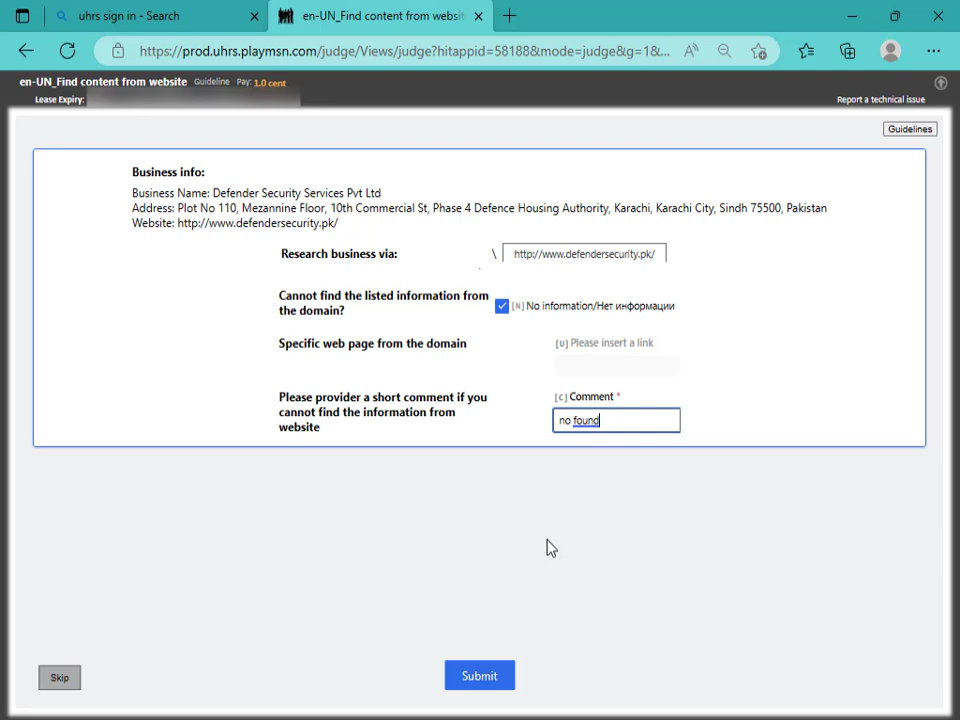 uhrs sign in - Search
en-UN_Find content from websit
https://prod.uhrs.playmsn.com/judge/Views/judge?hitappid=58188&mode=judge&g=1&...
en-UN_Find content from website Guideline Pay: 1.0 cent
Lease Expiry:
Report a technical issue
Guidelines
Business info:
Business Name: Defender Security Services Pvt Ltd
Address: Plot No 110, Mezannine Floor, 10th Commercial St, Phase 4 Defence Housing Authority, Karachi, Karachi City, Sindh 75500, Pakistan
Website: http://www.defendersecurity.pk/
Research business via: \ http://www.defendersecurity.pk/
Cannot find the listed information from
the domain?
[N] No information/Нет информации
Specific web page from the domain
[U] Please insert a link
Please provider a short comment if you
cannot find the information from
website
[C] Comment *
no found
Skip
Submit